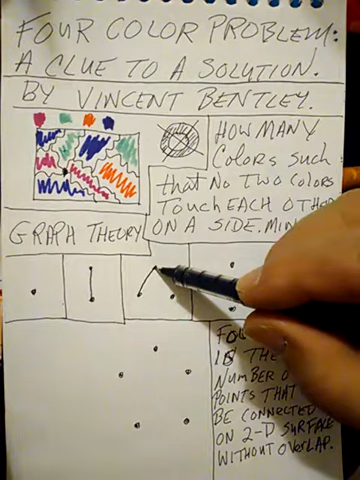 FOUR COLOR PROBLEM:
A CLUE TO A SOLUTION.
BY VINCENT BENTLEY.
HOW MANY
Colors such
that No Two COLORS
Touch EACH OTHER
ON A SIDE. MIN
GRAPH THEORY
IS THE
NUMBER O
POINTS THAT
BE CONNECTED
ON 2-D SURFACE
WITHOUT OVERLAP.